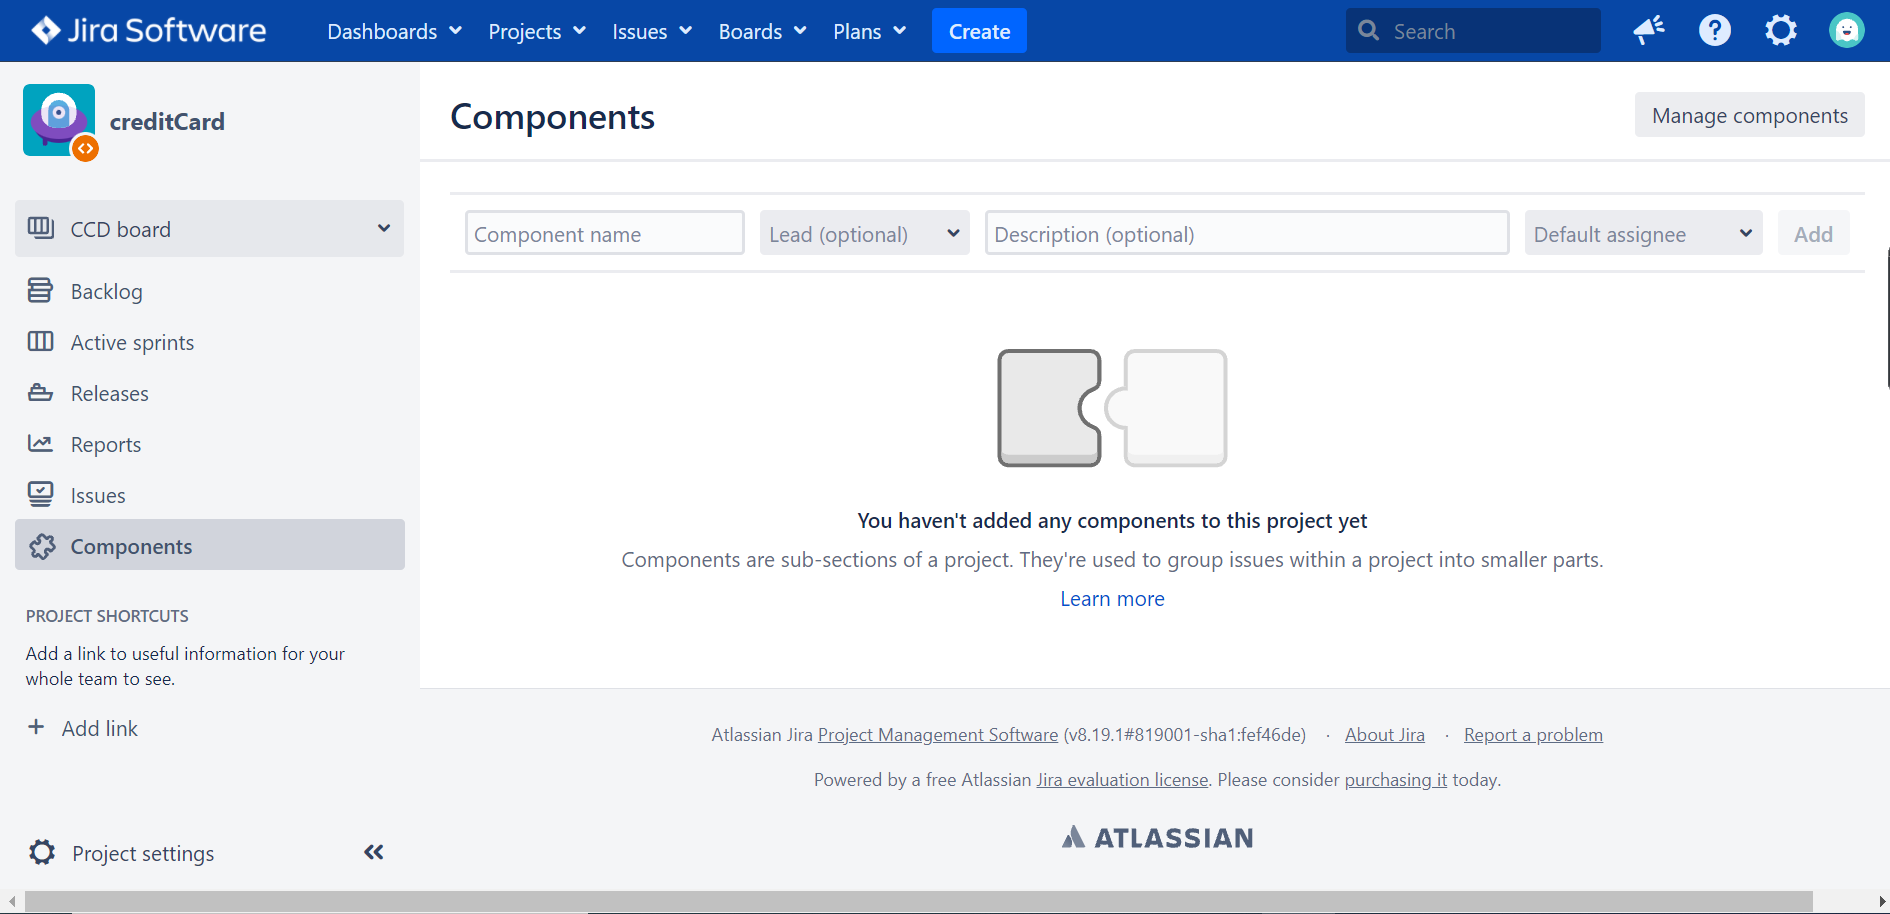 Jira Software Dashboards Projects Issues Boards Plans Create Search
creditCard
CCD board
Backlog
Active sprints
Releases
Reports
Issues
Components
PROJECT SHORTCUTS
Add a link to useful information for your
whole team to see.
Add link
Project settings
Components
Manage components
Component name Lead (optional) Description (optional) Default assignee Add
You haven't added any components to this project yet
Components are sub-sections of a project. They're used to group issues within a project into smaller parts.
Learn more
Atlassian Jira Project Management Software (v8.19.1#819001-sha1:fef46de) · About Jira · Report a problem
Powered by a free Atlassian Jira evaluation license. Please consider purchasing it today.
ATLASSIAN